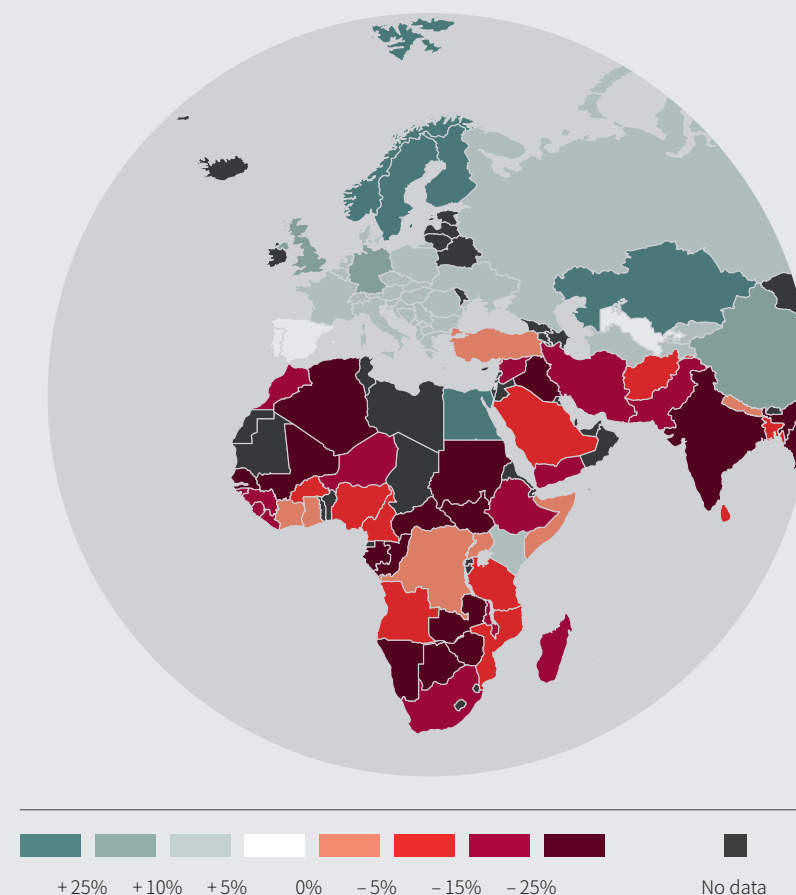 + 25% + 10% + 5% 0% – 5% – 15% – 25% No data